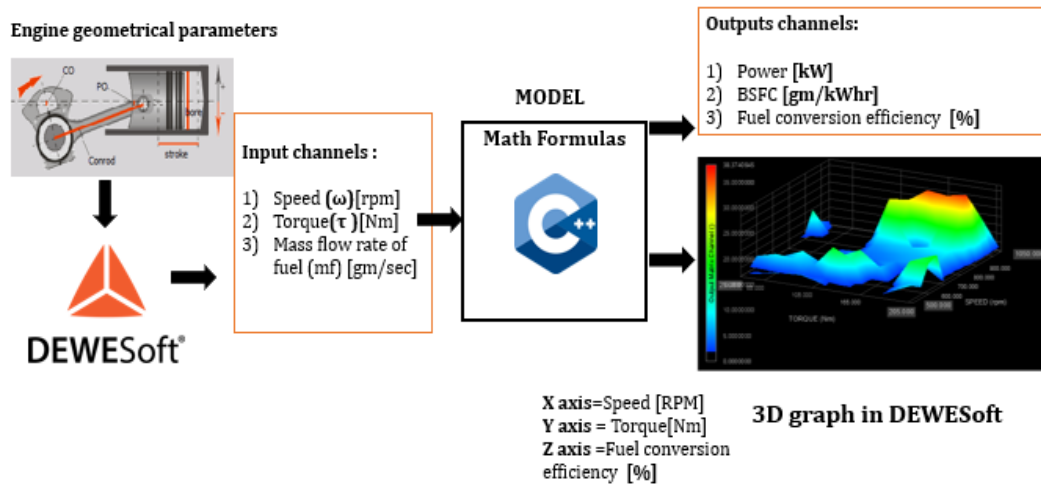 Engine geometrical parameters
CO
PO
bore
stroke
Conrod
DEWESoft®
Input channels :
1) Speed (ω)[rpm]
2) Torque(τ )[Nm]
3) Mass flow rate of
fuel (mf) [gm/sec]
MODEL
Math Formulas
C++
Outputs channels:
1) Power [kW]
2) BSFC [gm/kWhr]
3) Fuel conversion efficiency [%]
Output Matrix Channel (-)
TORQUE (Nm)
SPEED (rpm)
X axis=Speed [RPM]
Y axis = Torque[Nm]
Z axis =Fuel conversion
efficiency [%]
3D graph in DEWESoft